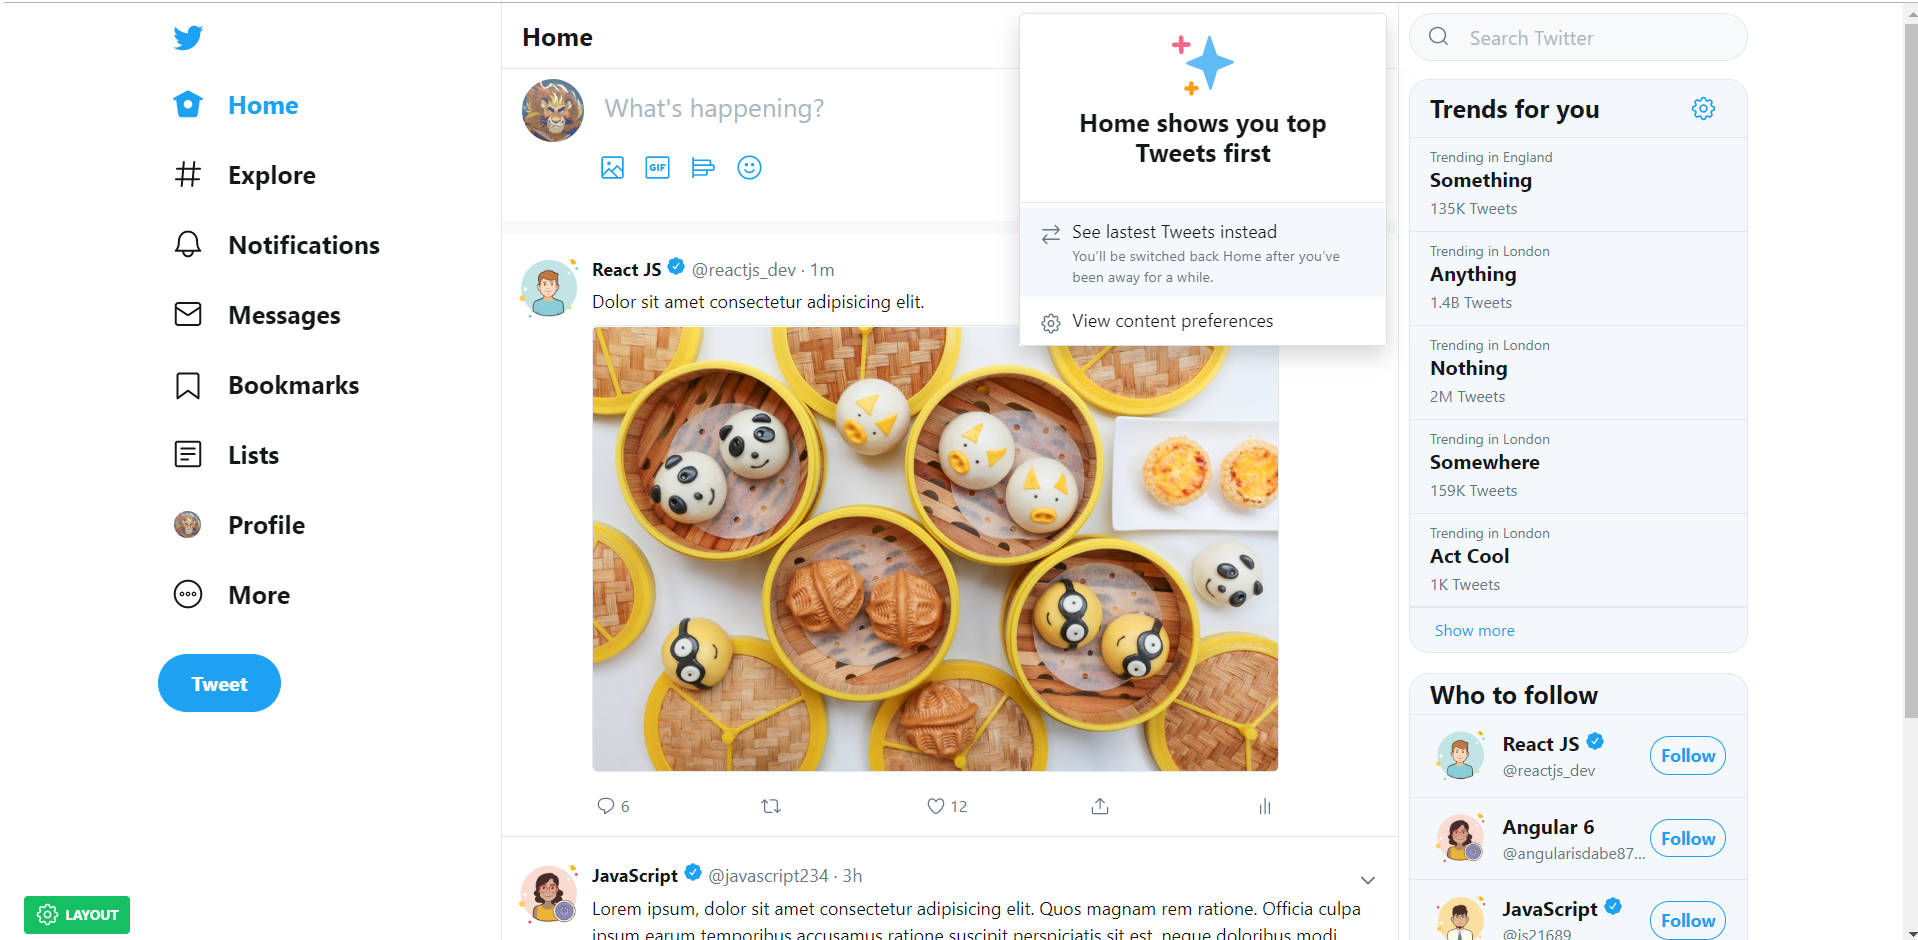 Home
Explore
Notifications
Messages
Bookmarks
Lists
Profile
More
Tweet
LAYOUT
Home
What's happening?
GIF
Home shows you top
Tweets first
See lastest Tweets instead
You'll be switched back Home after you've
been away for a while.
View content preferences
React JS @reactjs_dev · 1m
Dolor sit amet consectetur adipisicing elit.
6
12
JavaScript @javascript234 · 3h
Lorem ipsum, dolor sit amet consectetur adipisicing elit. Quos magnam rem ratione. Officia culpa
ipsum earum temporibus accusamus ratione suscipit perspiciatis sit est, neque doloribus modi
Search Twitter
Trends for you
Trending in England
Something
135K Tweets
Trending in London
Anything
1.4B Tweets
Trending in London
Nothing
2M Tweets
Trending in London
Somewhere
159K Tweets
Trending in London
Act Cool
1K Tweets
Show more
Who to follow
React JS
@reactjs_dev
Follow
Angular 6
@angularisdabe87...
Follow
JavaScript
@js21689
Follow